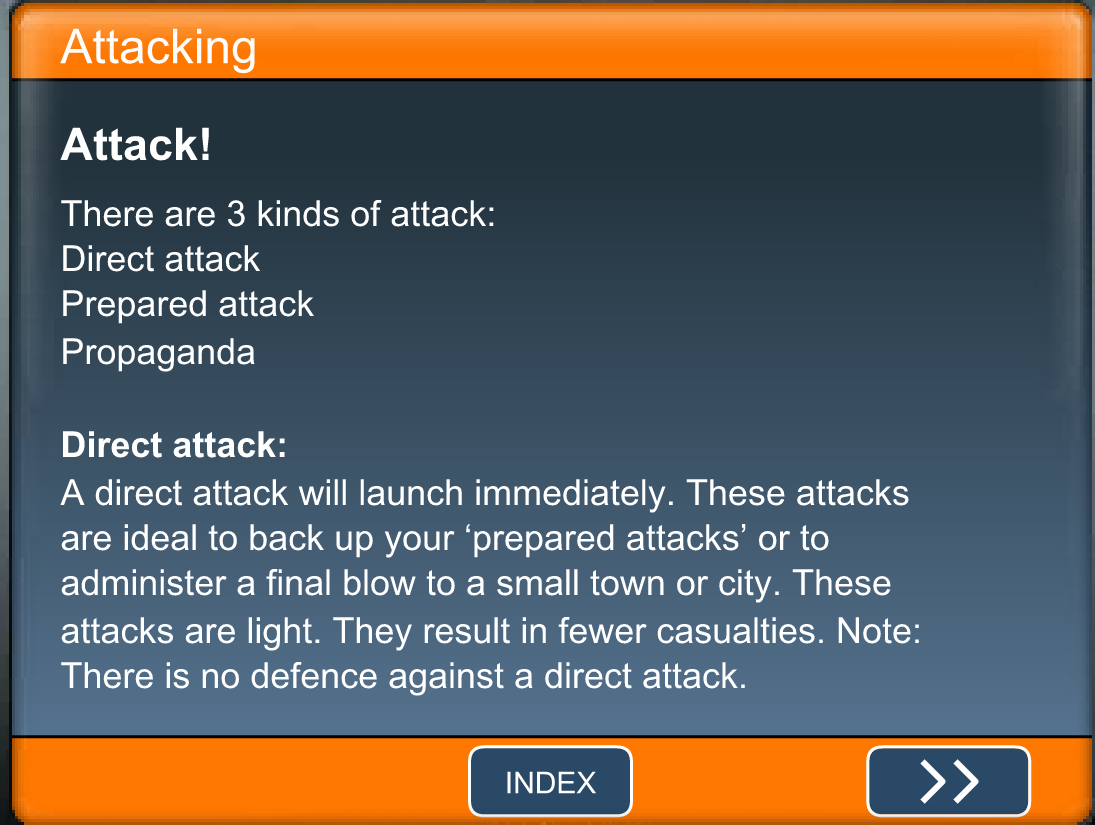 Attacking
Attack!
There are 3 kinds of attack:
Direct attack
Prepared attack
Propaganda
Direct attack:
A direct attack will launch immediately. These attacks
are ideal to back up your ‘prepared attacks’ or to
administer a final blow to a small town or city. These
attacks are light. They result in fewer casualties. Note:
There is no defence against a direct attack.
INDEX